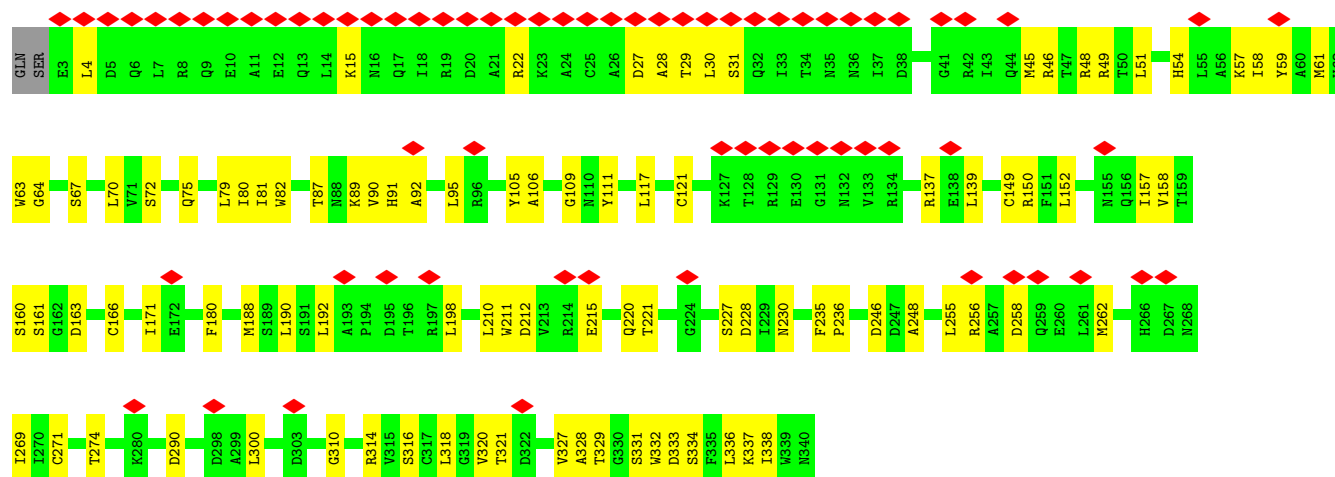 GLN SER E3 L4 D5 Q6 L7 R8 Q9 E10 A11 E12 Q13 L14 K15 N16 Q17 I18 R19 D20 A21 R22 K23 A24 C25 A26 D27 A28 T29 L30 S31 Q32 I33 T34 N35 N36 I37 D38 G41 R42 I43 Q44 M45 R46 T47 R48 R49 T50 L51 H54 L55 A56 K57 I58 Y59 A60 M61
W63 G64 S67 L70 V71 S72 Q75 L79 I80 I81 W82 T87 N88 K89 V90 H91 A92 L95 R96 Y105 A106 G109 N110 Y111 L117 C121 K127 T128 R129 E130 G131 N132 V133 R134 R137 E138 L139 C149 R150 F151 L152 N155 Q156 I157 V158 T159
S160 S161 G162 D163 C166 I171 E172 F180 M188 S189 L190 S191 L192 A193 P194 D195 T196 R197 L198 L210 W211 D212 V213 R214 E215 Q220 T221 G224 S227 D228 I229 N230 F235 P236 D246 D247 A248 L255 R256 A257 D258 Q259 E260 L261 M262 H266 D267 N268
I269 I270 C271 T274 K280 D290 D298 A299 L300 D303 G310 R314 V315 S316 C317 L318 G319 V320 T321 D322 V327 A328 T329 G330 S331 W332 D333 S334 F335 L336 K337 I338 W339 N340